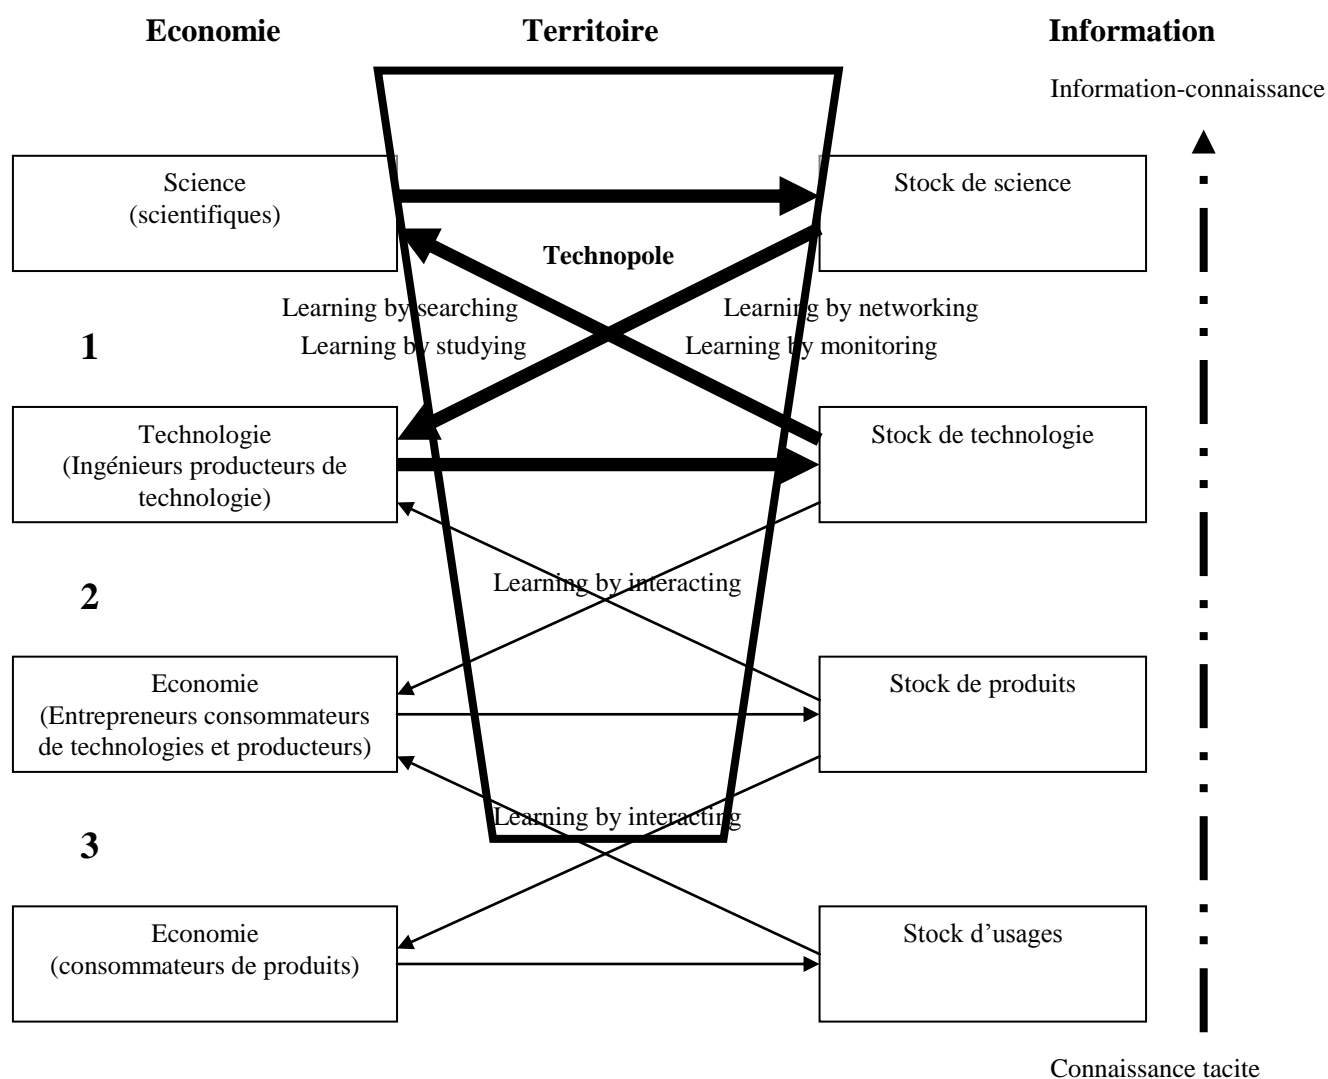 Economie
Territoire
Information
Information-connaissance
Science
(scientifiques)
Stock de science
Technopole
Learning by searching
Learning by networking
1
Learning by studying
Learning by monitoring
Technologie
(Ingénieurs producteurs de
technologie)
Stock de technologie
2
Learning by interacting
Economie
(Entrepreneurs consommateurs
de technologies et producteurs)
Stock de produits
3
Learning by interacting
Economie
(consommateurs de produits)
Stock d’usages
Connaissance tacite